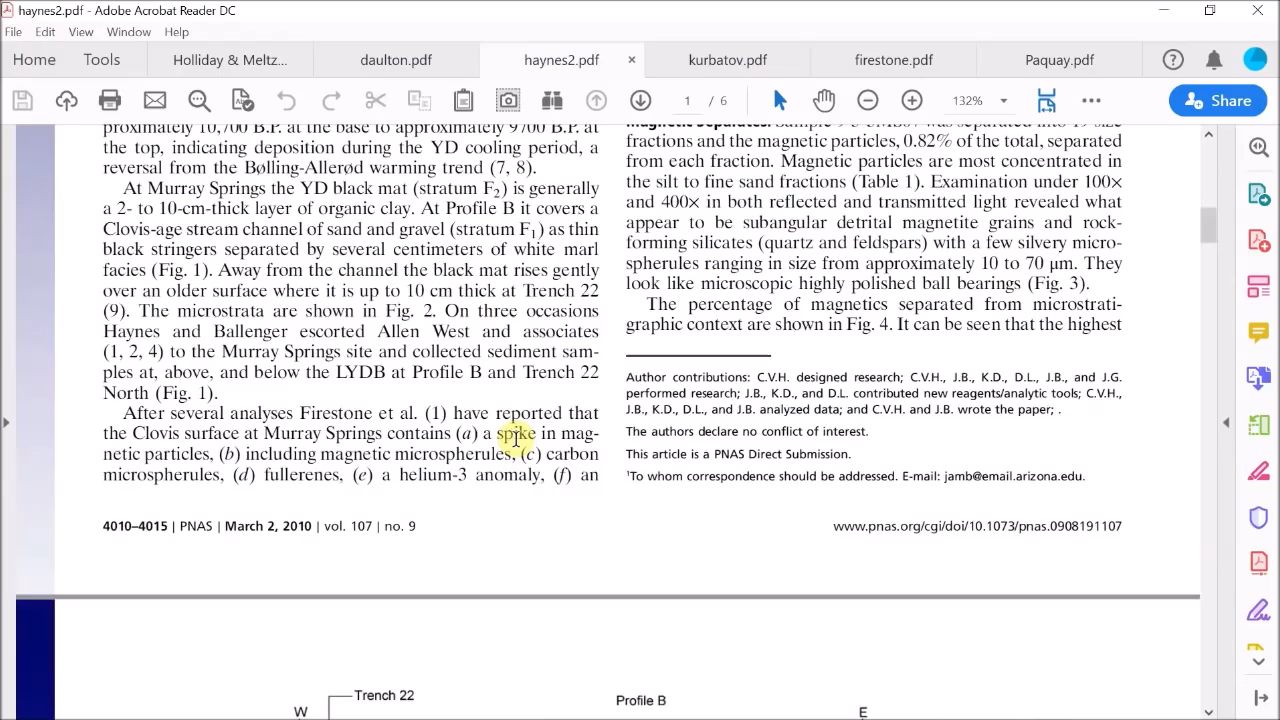 haynes2.pdf - Adobe Acrobat Reader DC
File Edit View Window Help
Home Tools Holliday & Meltz... daulton.pdf haynes2.pdf × kurbatov.pdf firestone.pdf Paquay.pdf
1 / 6 132% Share
proximately 10,700 B.P. at the base to approximately 9700 B.P. at
the top, indicating deposition during the YD cooling period, a
reversal from the Bølling-Allerød warming trend (7, 8).
At Murray Springs the YD black mat (stratum F2) is generally
a 2- to 10-cm-thick layer of organic clay. At Profile B it covers a
Clovis-age stream channel of sand and gravel (stratum F1) as thin
black stringers separated by several centimeters of white marl
facies (Fig. 1). Away from the channel the black mat rises gently
over an older surface where it is up to 10 cm thick at Trench 22
(9). The microstrata are shown in Fig. 2. On three occasions
Haynes and Ballenger escorted Allen West and associates
(1, 2, 4) to the Murray Springs site and collected sediment sam-
ples at, above, and below the LYDB at Profile B and Trench 22
North (Fig. 1).
After several analyses Firestone et al. (1) have reported that
the Clovis surface at Murray Springs contains (a) a spike in mag-
netic particles, (b) including magnetic microspherules, (c) carbon
microspherules, (d) fullerenes, (e) a helium-3 anomaly, (f) an
magnetic separates. Sample
fractions and the magnetic particles, 0.82% of the total, separated
from each fraction. Magnetic particles are most concentrated in
the silt to fine sand fractions (Table 1). Examination under 100×
and 400× in both reflected and transmitted light revealed what
appear to be subangular detrital magnetite grains and rock-
forming silicates (quartz and feldspars) with a few silvery micro-
spherules ranging in size from approximately 10 to 70 μm. They
look like microscopic highly polished ball bearings (Fig. 3).
The percentage of magnetics separated from microstrati-
graphic context are shown in Fig. 4. It can be seen that the highest
Author contributions: C.V.H. designed research; C.V.H., J.B., K.D., D.L., J.B., and J.G.
performed research; J.B., K.D., and D.L. contributed new reagents/analytic tools; C.V.H.,
J.B., K.D., D.L., and J.B. analyzed data; and C.V.H. and J.B. wrote the paper; .
The authors declare no conflict of interest.
This article is a PNAS Direct Submission.
1To whom correspondence should be addressed. E-mail: jamb@email.arizona.edu.
4010–4015 | PNAS | March 2, 2010 | vol. 107 | no. 9
www.pnas.org/cgi/doi/10.1073/pnas.0908191107
Trench 22
Profile B
W
E